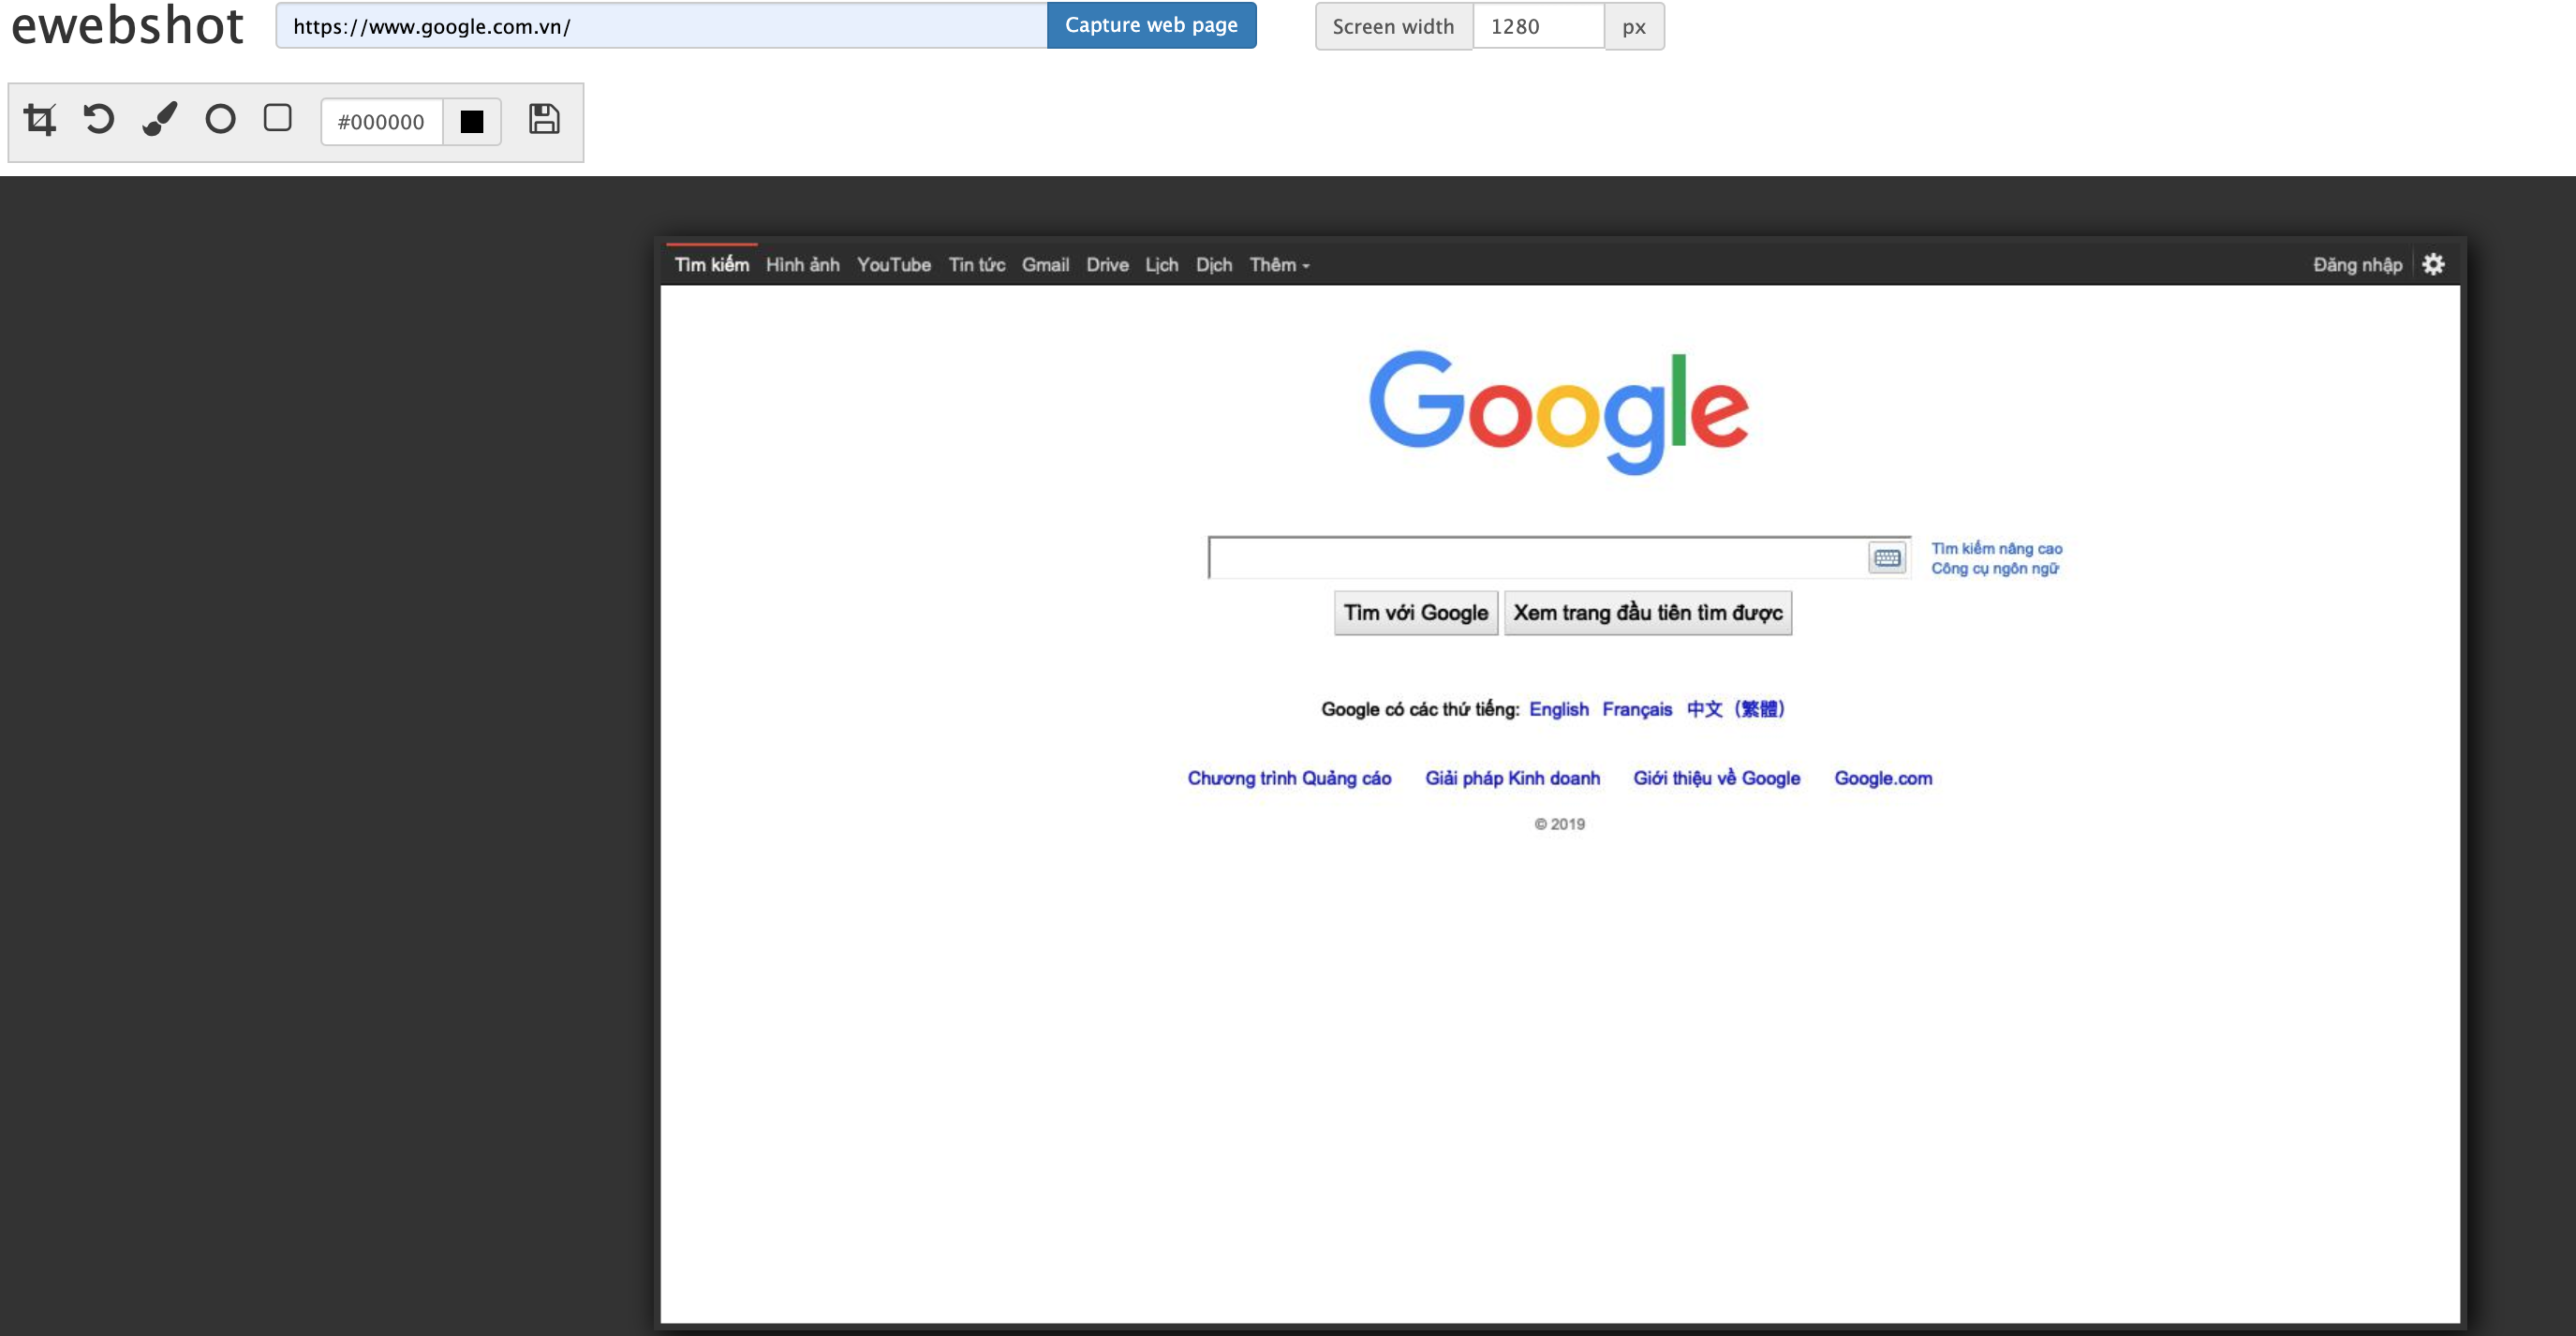 ewebshot https://www.google.com.vn/ Capture web page Screen width 1280 px
#000000
Tìm kiếm Hình ảnh YouTube Tin tức Gmail Drive Lịch Dịch Thêm Đăng nhập
Google
Tìm kiếm nâng cao
Công cụ ngôn ngữ
Tìm với Google Xem trang đầu tiên tìm được
Google có các thứ tiếng: English Français 中文（繁體）
Chương trình Quảng cáo Giải pháp Kinh doanh Giới thiệu về Google Google.com
© 2019